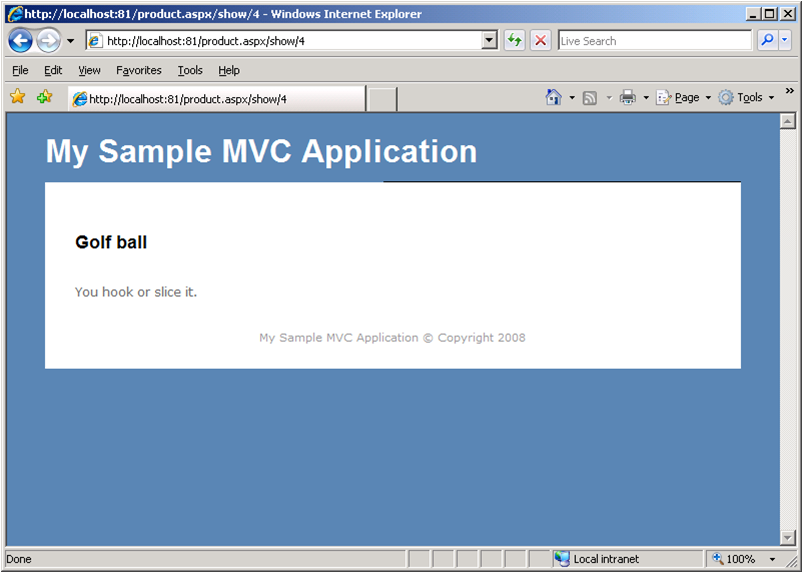 http://localhost:81/product.aspx/show/4 - Windows Internet Explorer
http://localhost:81/product.aspx/show/4
Live Search
File Edit View Favorites Tools Help
http://localhost:81/product.aspx/show/4
Page Tools »
My Sample MVC Application
Golf ball
You hook or slice it.
My Sample MVC Application © Copyright 2008
Done
Local intranet
100%